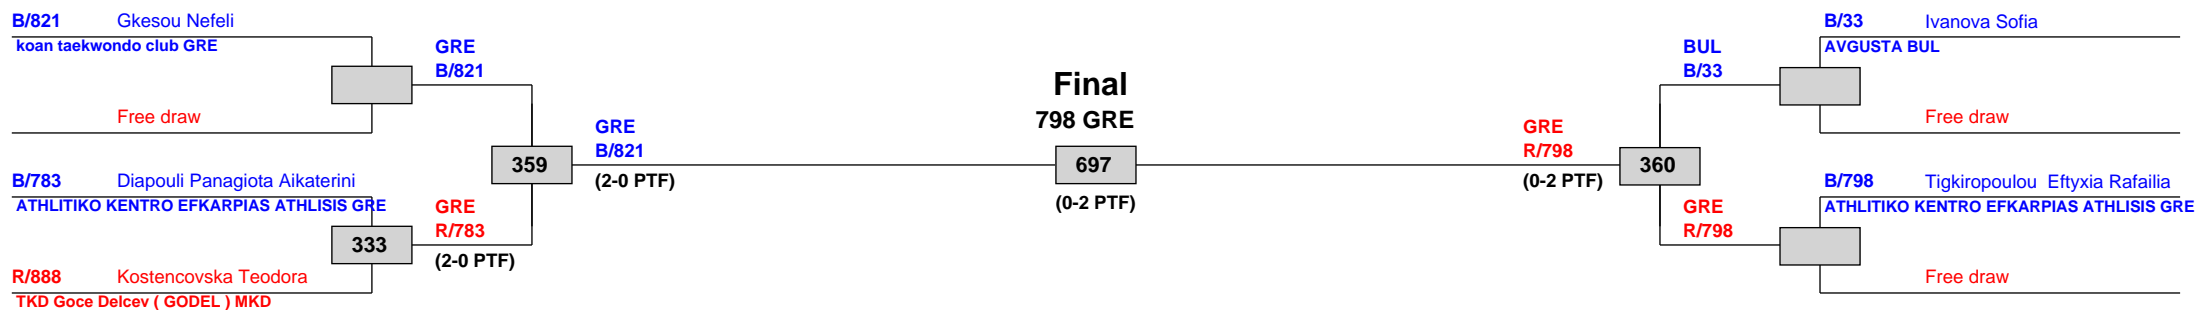 B/821 Gkesou Nefeli
koan taekwondo club GRE
GRE
B/821
Free draw
B/783 Diapouli Panagiota Aikaterini
ATHLITIKO KENTRO EFKARPIAS ATHLISIS GRE
GRE
R/783
333
(2-0 PTF)
R/888 Kostencovska Teodora
TKD Goce Delcev ( GODEL ) MKD
359
GRE
B/821
(2-0 PTF)
Final
798 GRE
697
(0-2 PTF)
GRE
R/798
(0-2 PTF)
360
BUL
B/33
GRE
R/798
B/33 Ivanova Sofia
AVGUSTA BUL
Free draw
B/798 Tigkiropoulou  Eftyxia Rafailia
ATHLITIKO KENTRO EFKARPIAS ATHLISIS GRE
Free draw